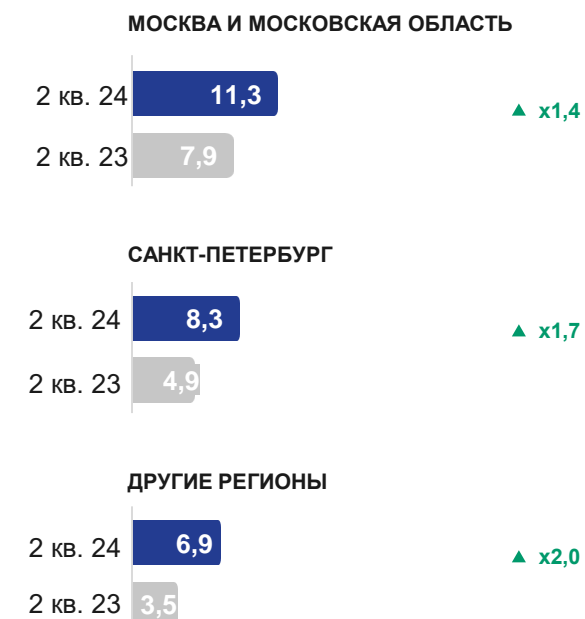 МОСКВА И МОСКОВСКАЯ ОБЛАСТЬ
2 кв. 24 11,3
▲ x1,4
2 кв. 23 7,9
САНКТ-ПЕТЕРБУРГ
2 кв. 24 8,3
▲ x1,7
2 кв. 23 4,9
ДРУГИЕ РЕГИОНЫ
2 кв. 24 6,9
▲ x2,0
2 кв. 23 3,5